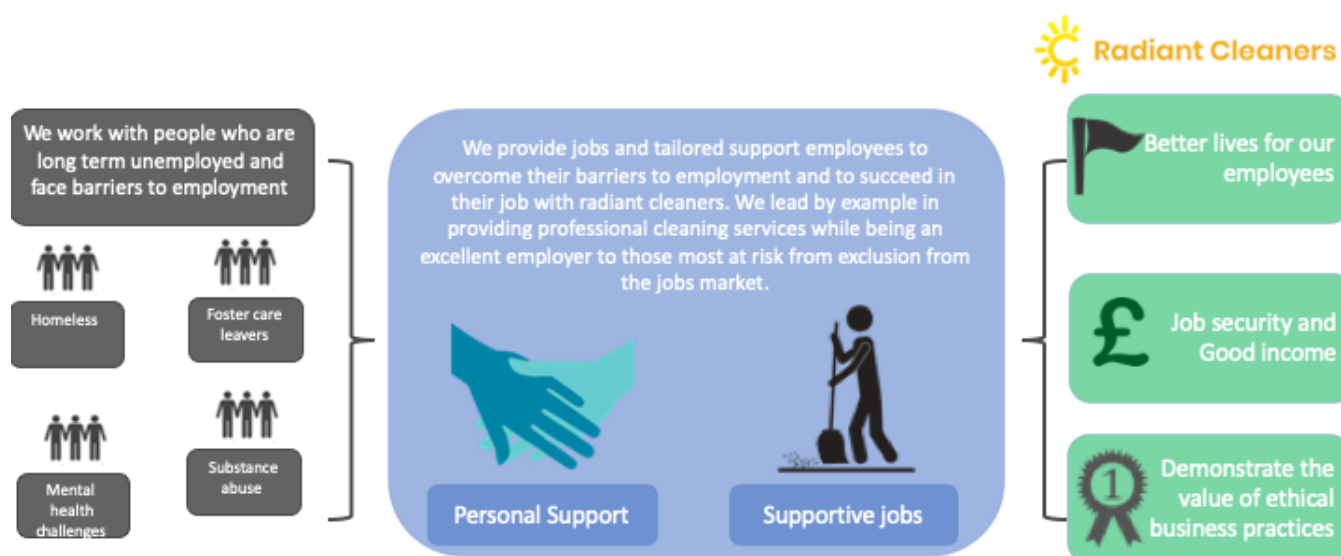 Radiant Cleaners
We work with people who are
long term unemployed and
face barriers to employment
Homeless
Foster care
leavers
Mental
health
challenges
Substance
abuse
We provide jobs and tailored support employees to
overcome their barriers to employment and to succeed in
their job with radiant cleaners. We lead by example in
providing professional cleaning services while being an
excellent employer to those most at risk from exclusion from
the jobs market.
Personal Support
Supportive jobs
Better lives for our
employees
£
Job security and
Good income
1
Demonstrate the
value of ethical
business practices